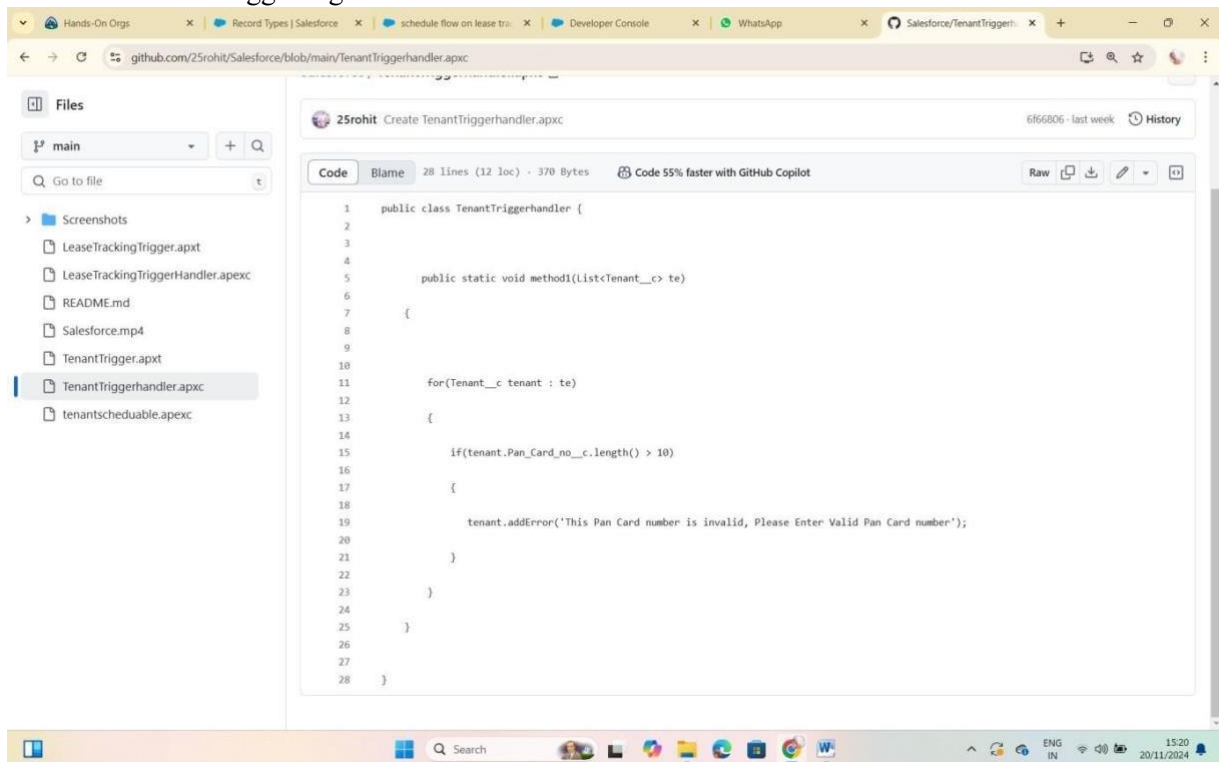 Hands-On Orgs
Record Types | Salesforce
schedule flow on lease trac
Developer Console
WhatsApp
Salesforce/TenantTriggerh
github.com/25rohit/Salesforce/blob/main/TenantTriggerhandler.apxc
Files
main
Go to file
t
Screenshots
LeaseTrackingTrigger.apxt
LeaseTrackingTriggerHandler.apexc
README.md
Salesforce.mp4
TenantTrigger.apxt
TenantTriggerhandler.apxc
tenantscheduable.apexc
25rohit Create TenantTriggerhandler.apxc
6f66806 · last week History
Code Blame 28 lines (12 loc) · 370 Bytes Code 55% faster with GitHub Copilot Raw
1 public class TenantTriggerhandler {
2
3
4
5 public static void method1(List<Tenant__c> te)
6
7 {
8
9
10
11 for(Tenant__c tenant : te)
12
13 {
14
15 if(tenant.Pan_Card_no__c.length() > 10)
16
17 {
18
19 tenant.addError('This Pan Card number is invalid, Please Enter Valid Pan Card number');
20
21 }
22
23 }
24
25 }
26
27
28 }
Search
ENG
IN
15:20
20/11/2024